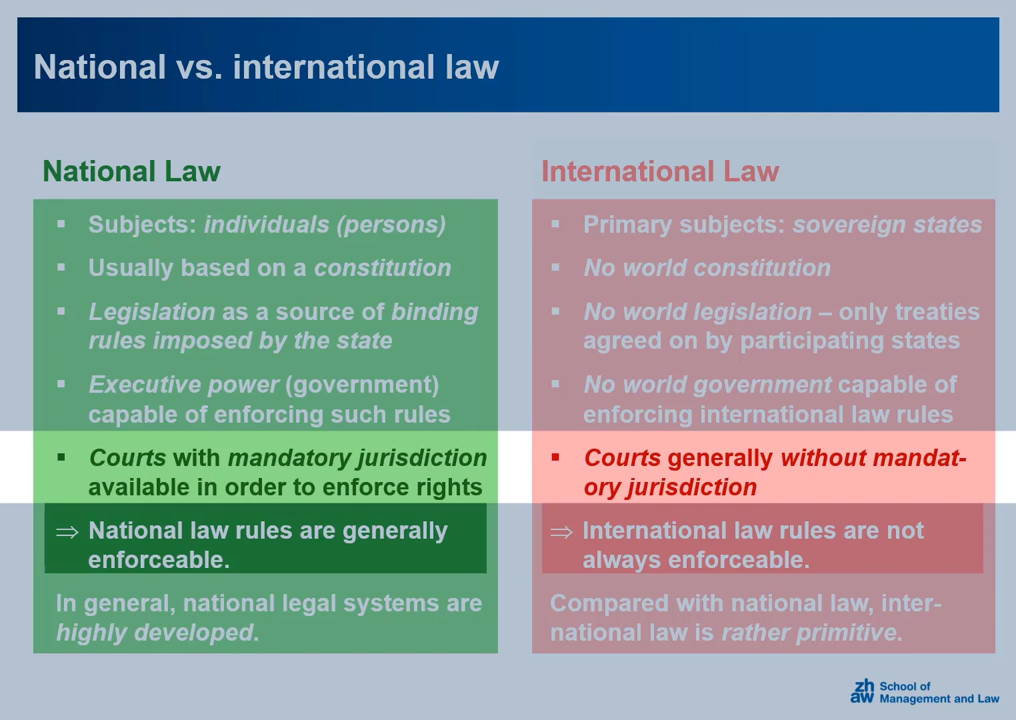 National vs. international law
National Law
▪ Subjects: individuals (persons)
▪ Usually based on a constitution
▪ Legislation as a source of binding
rules imposed by the state
▪ Executive power (government)
capable of enforcing such rules
▪ Courts with mandatory jurisdiction
available in order to enforce rights
⇒ National law rules are generally
enforceable.
In general, national legal systems are
highly developed.
International Law
▪ Primary subjects: sovereign states
▪ No world constitution
▪ No world legislation – only treaties
agreed on by participating states
▪ No world government capable of
enforcing international law rules
▪ Courts generally without mandat-
ory jurisdiction
⇒ International law rules are not
always enforceable.
Compared with national law, inter-
national law is rather primitive.
zh
aw
School of
Management and Law